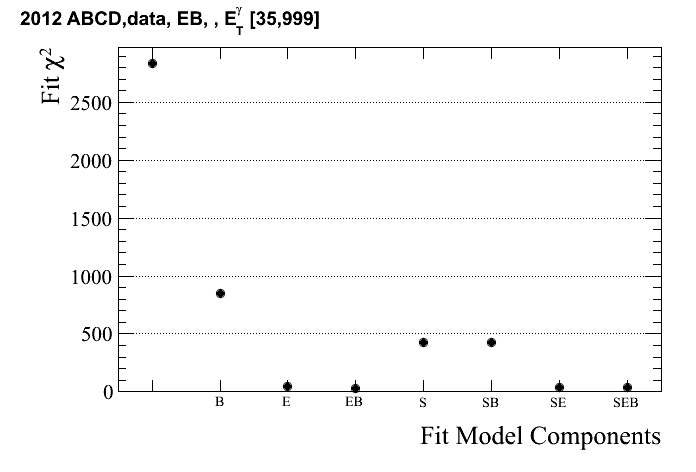 2012 ABCD,data, EB, , E_T^γ [35,999]
Fit χ²
2500
2000
1500
1000
500
0
B E EB S SB SE SEB
Fit Model Components